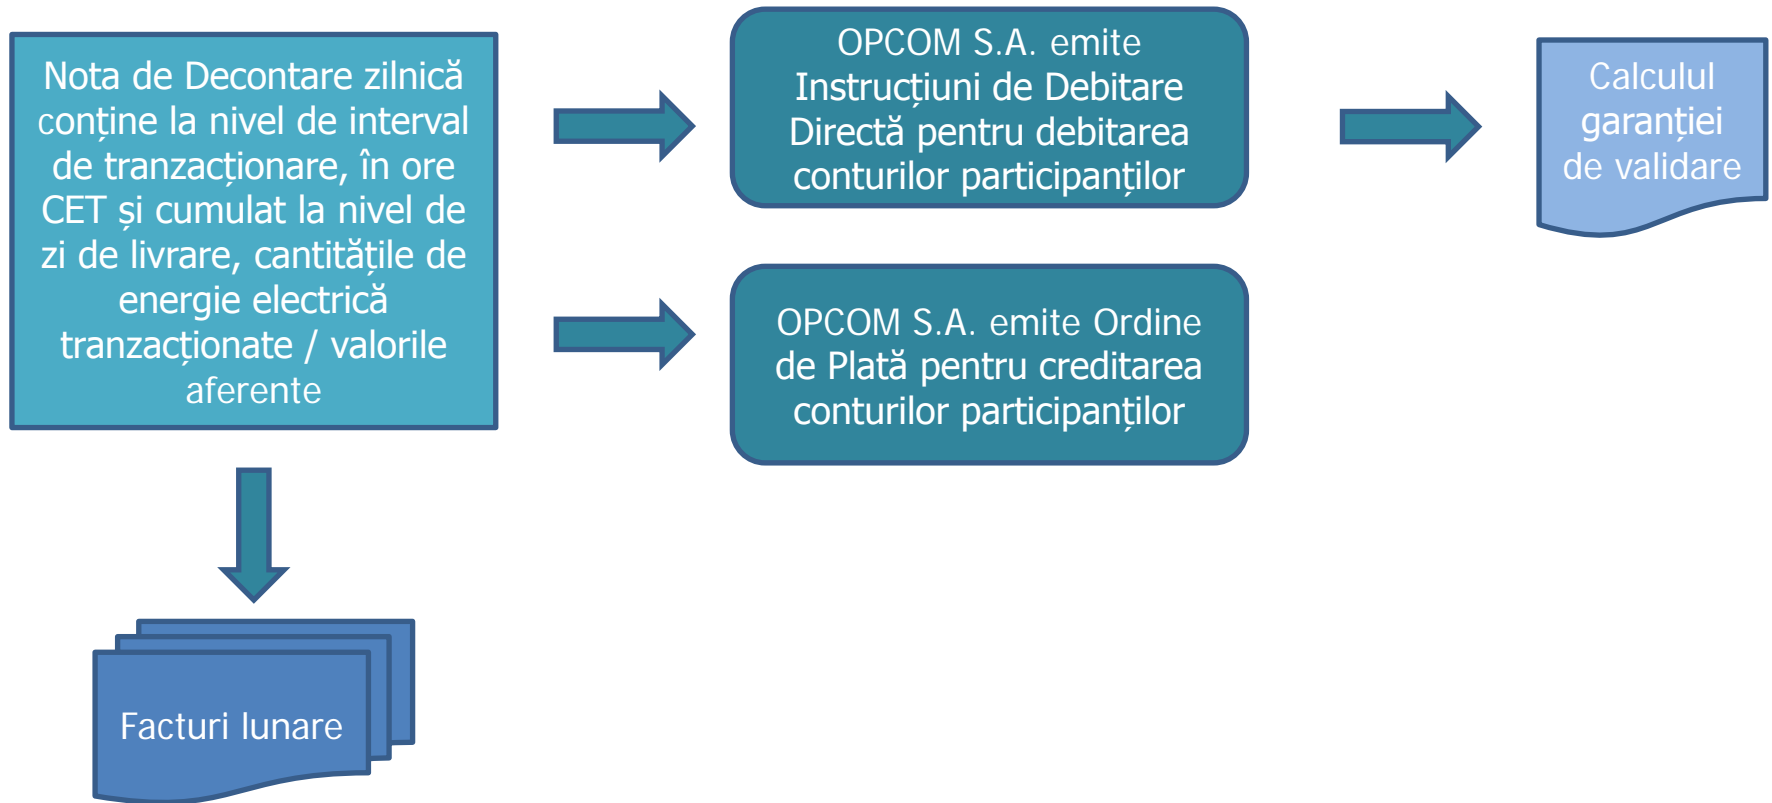 Nota de Decontare zilnică
conține la nivel de interval
de tranzacționare, în ore
CET și cumulat la nivel de
zi de livrare, cantitățile de
energie electrică
tranzacționate / valorile
aferente
OPCOM S.A. emite
Instrucțiuni de Debitare
Directă pentru debitarea
conturilor participanților
Calculul
garanției
de validare
OPCOM S.A. emite Ordine
de Plată pentru creditarea
conturilor participanților
Facturi lunare